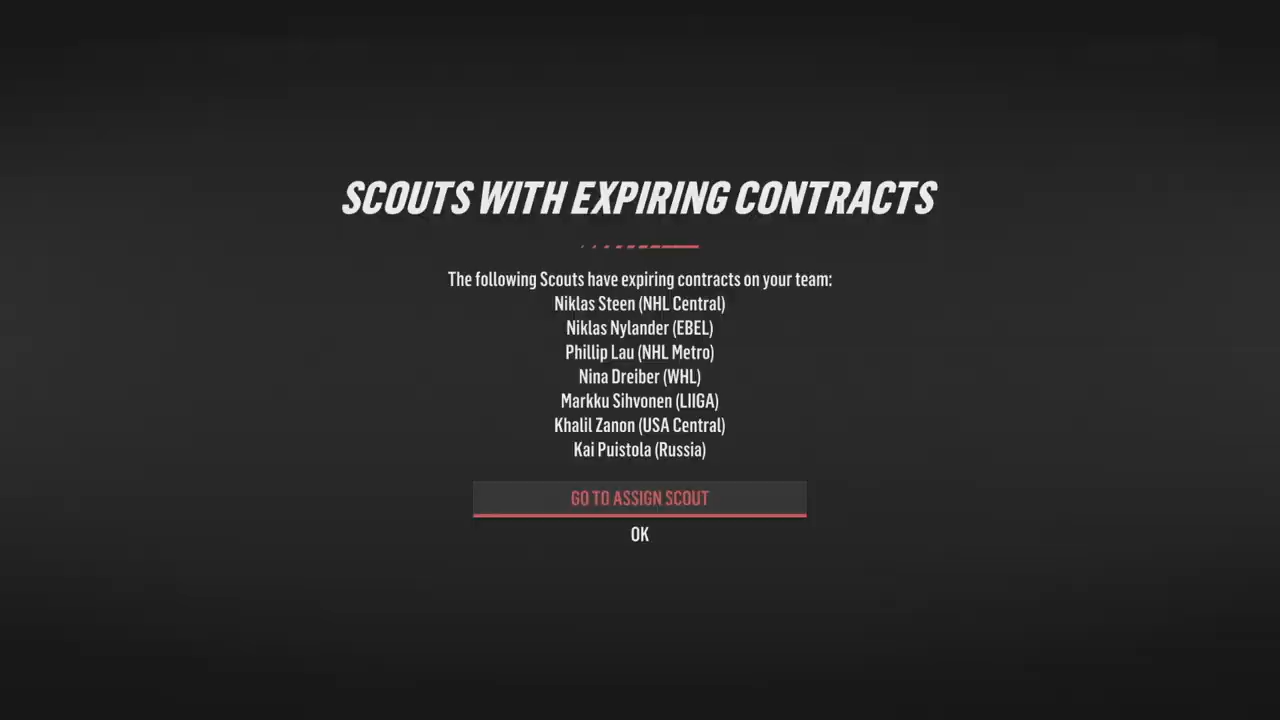 SCOUTS WITH EXPIRING CONTRACTS
The following Scouts have expiring contracts on your team:
Niklas Steen (NHL Central)
Niklas Nylander (EBEL)
Phillip Lau (NHL Metro)
Nina Dreiber (WHL)
Markku Sihvonen (LIIGA)
Khalil Zanon (USA Central)
Kai Puistola (Russia)
GO TO ASSIGN SCOUT
OK